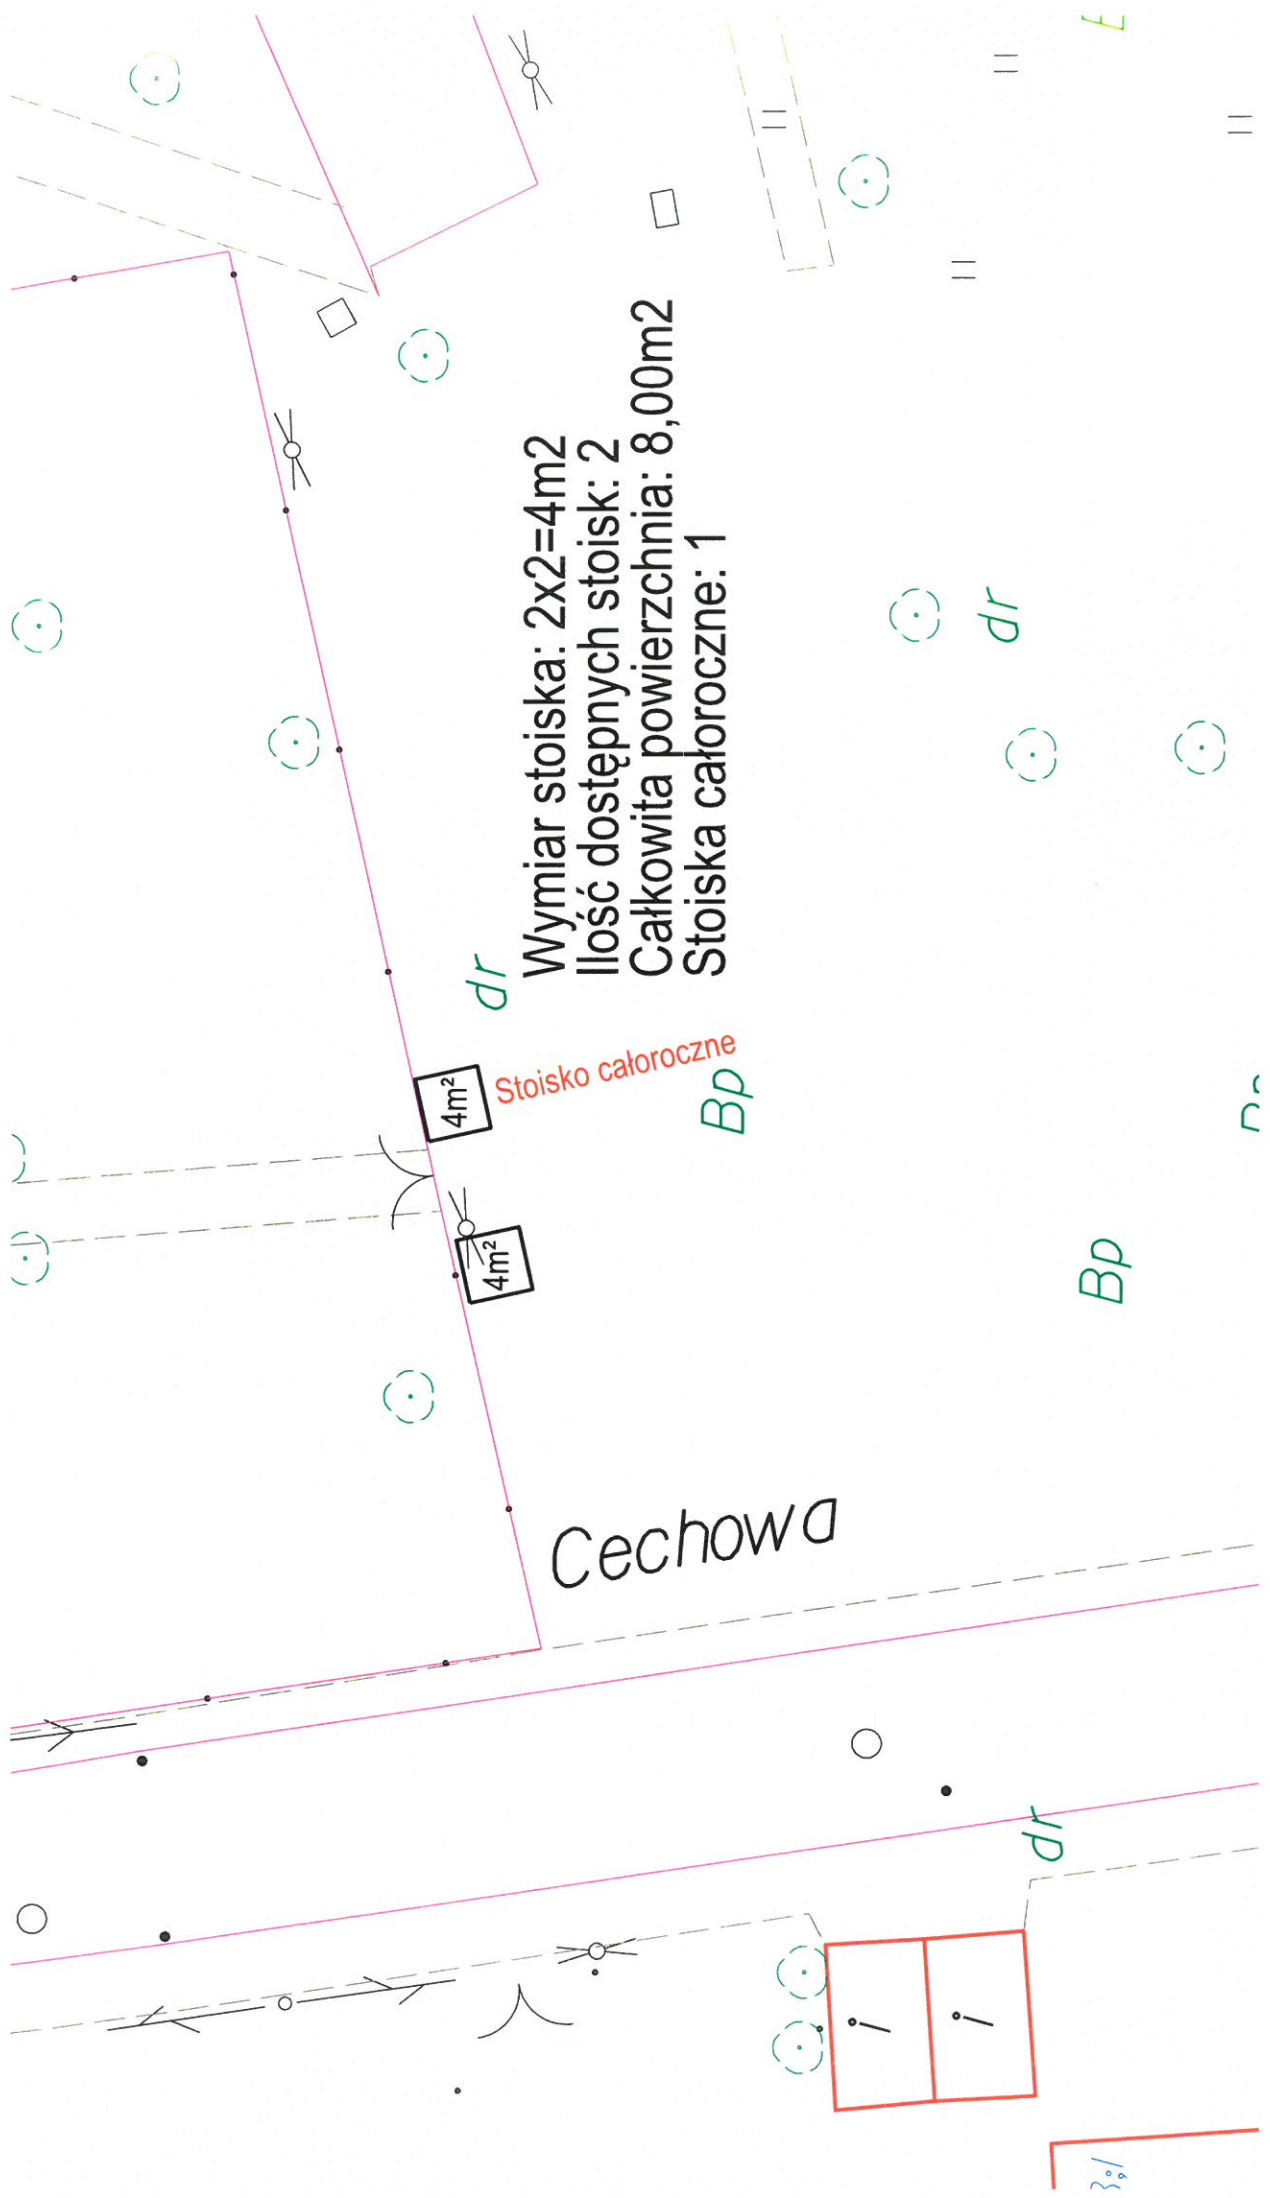 Wymiar stoiska: 2x2=4m2
Ilość dostępnych stoisk: 2
Całkowita powierzchnia: 8,00m2
Stoiska całoroczne: 1
dr
4m²
Stoisko całoroczne
4m²
Bp
dr
Bp
Cechowa
dr